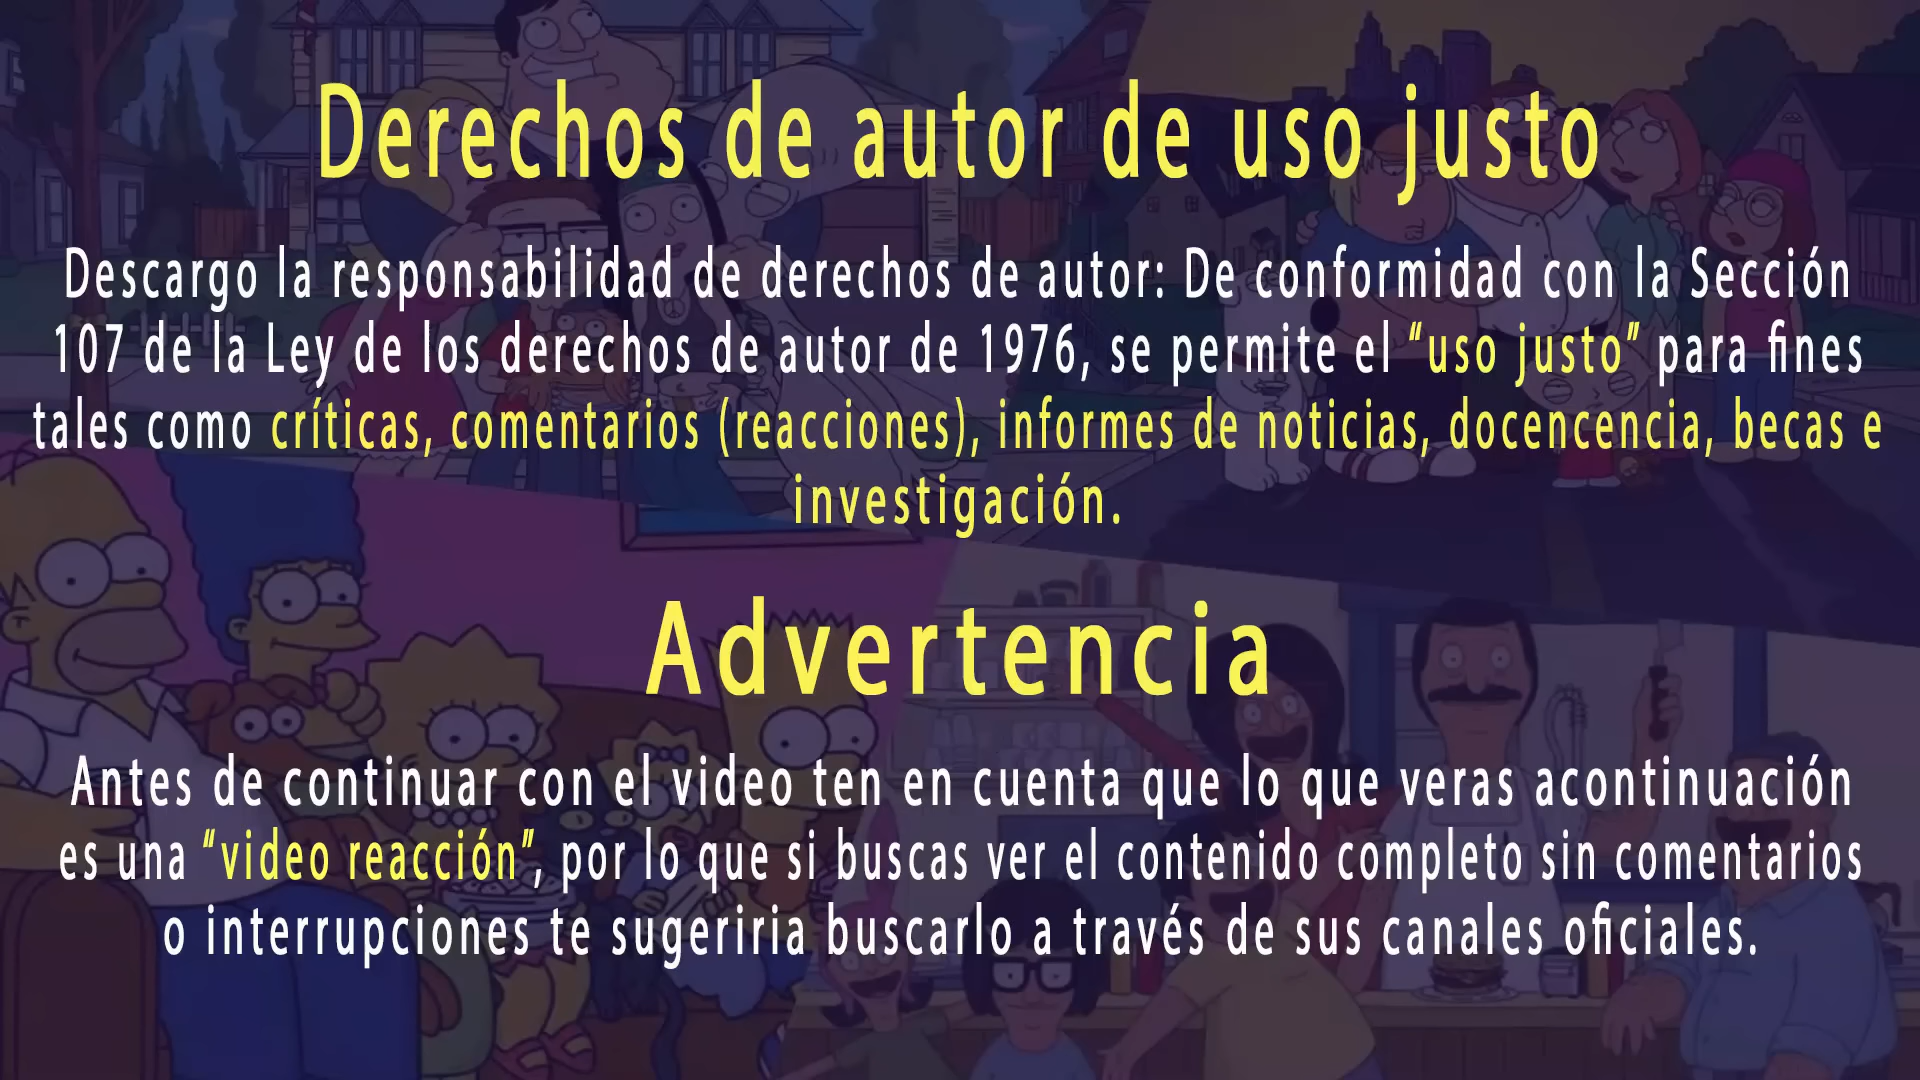 Derechos de autor de uso justo
Descargo la responsabilidad de derechos de autor: De conformidad con la Sección
107 de la Ley de los derechos de autor de 1976, se permite el “uso justo” para fines
tales como críticas, comentarios (reacciones), informes de noticias, docencencia, becas e
investigación.
Advertencia
Antes de continuar con el video ten en cuenta que lo que veras acontinuación
es una “video reacción”, por lo que si buscas ver el contenido completo sin comentarios
o interrupciones te sugeriria buscarlo a través de sus canales oficiales.